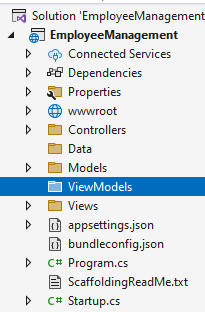 Solution 'EmployeeManagement
EmployeeManagement
Connected Services
Dependencies
Properties
wwwroot
Controllers
Data
Models
ViewModels
Views
appsettings.json
bundleconfig.json
C# Program.cs
ScaffoldingReadMe.txt
C# Startup.cs